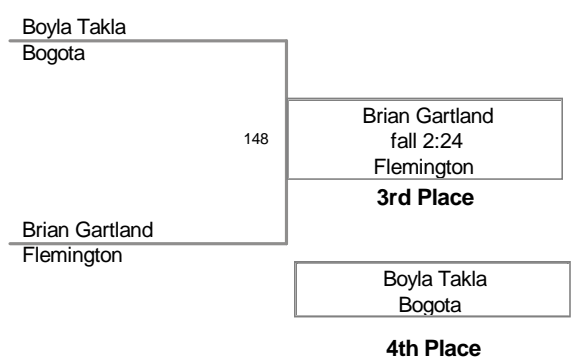 Boyla Takla
Bogota
148
Brian Gartland
fall 2:24
Flemington
3rd Place
Brian Gartland
Flemington
Boyla Takla
Bogota
4th Place